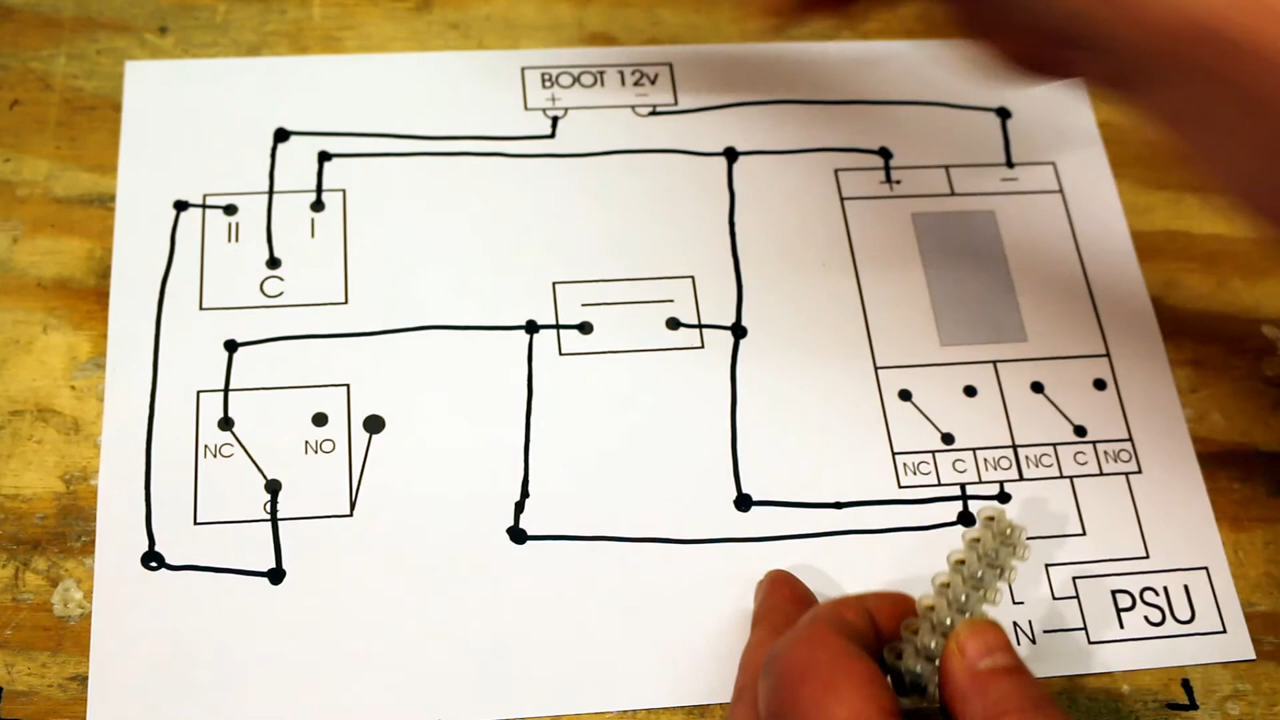 BOOT 12v
+ −
+ −
II I
C
NC NO
C
NC C NO NC C NO
L
N
PSU